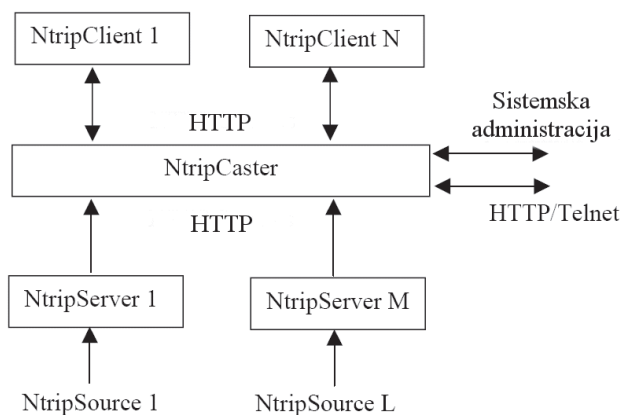 NtripClient 1
NtripClient N
HTTP
Sistemska
administracija
NtripCaster
HTTP
HTTP/Telnet
NtripServer 1
NtripServer M
NtripSource 1
NtripSource L